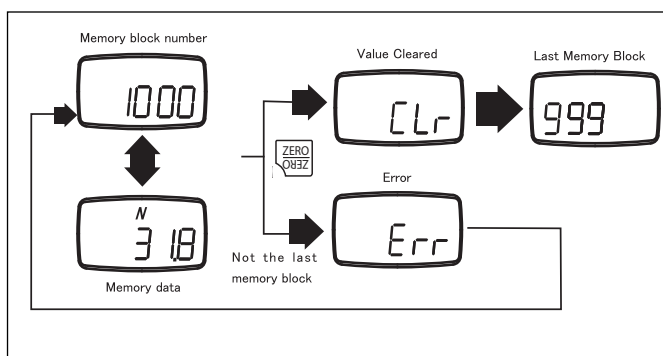 Memory block number
1000
N
31.8
Memory data
ZERO
ZERO
Value Cleared
CLr
Last Memory Block
999
Error
Err
Not the last
memory block